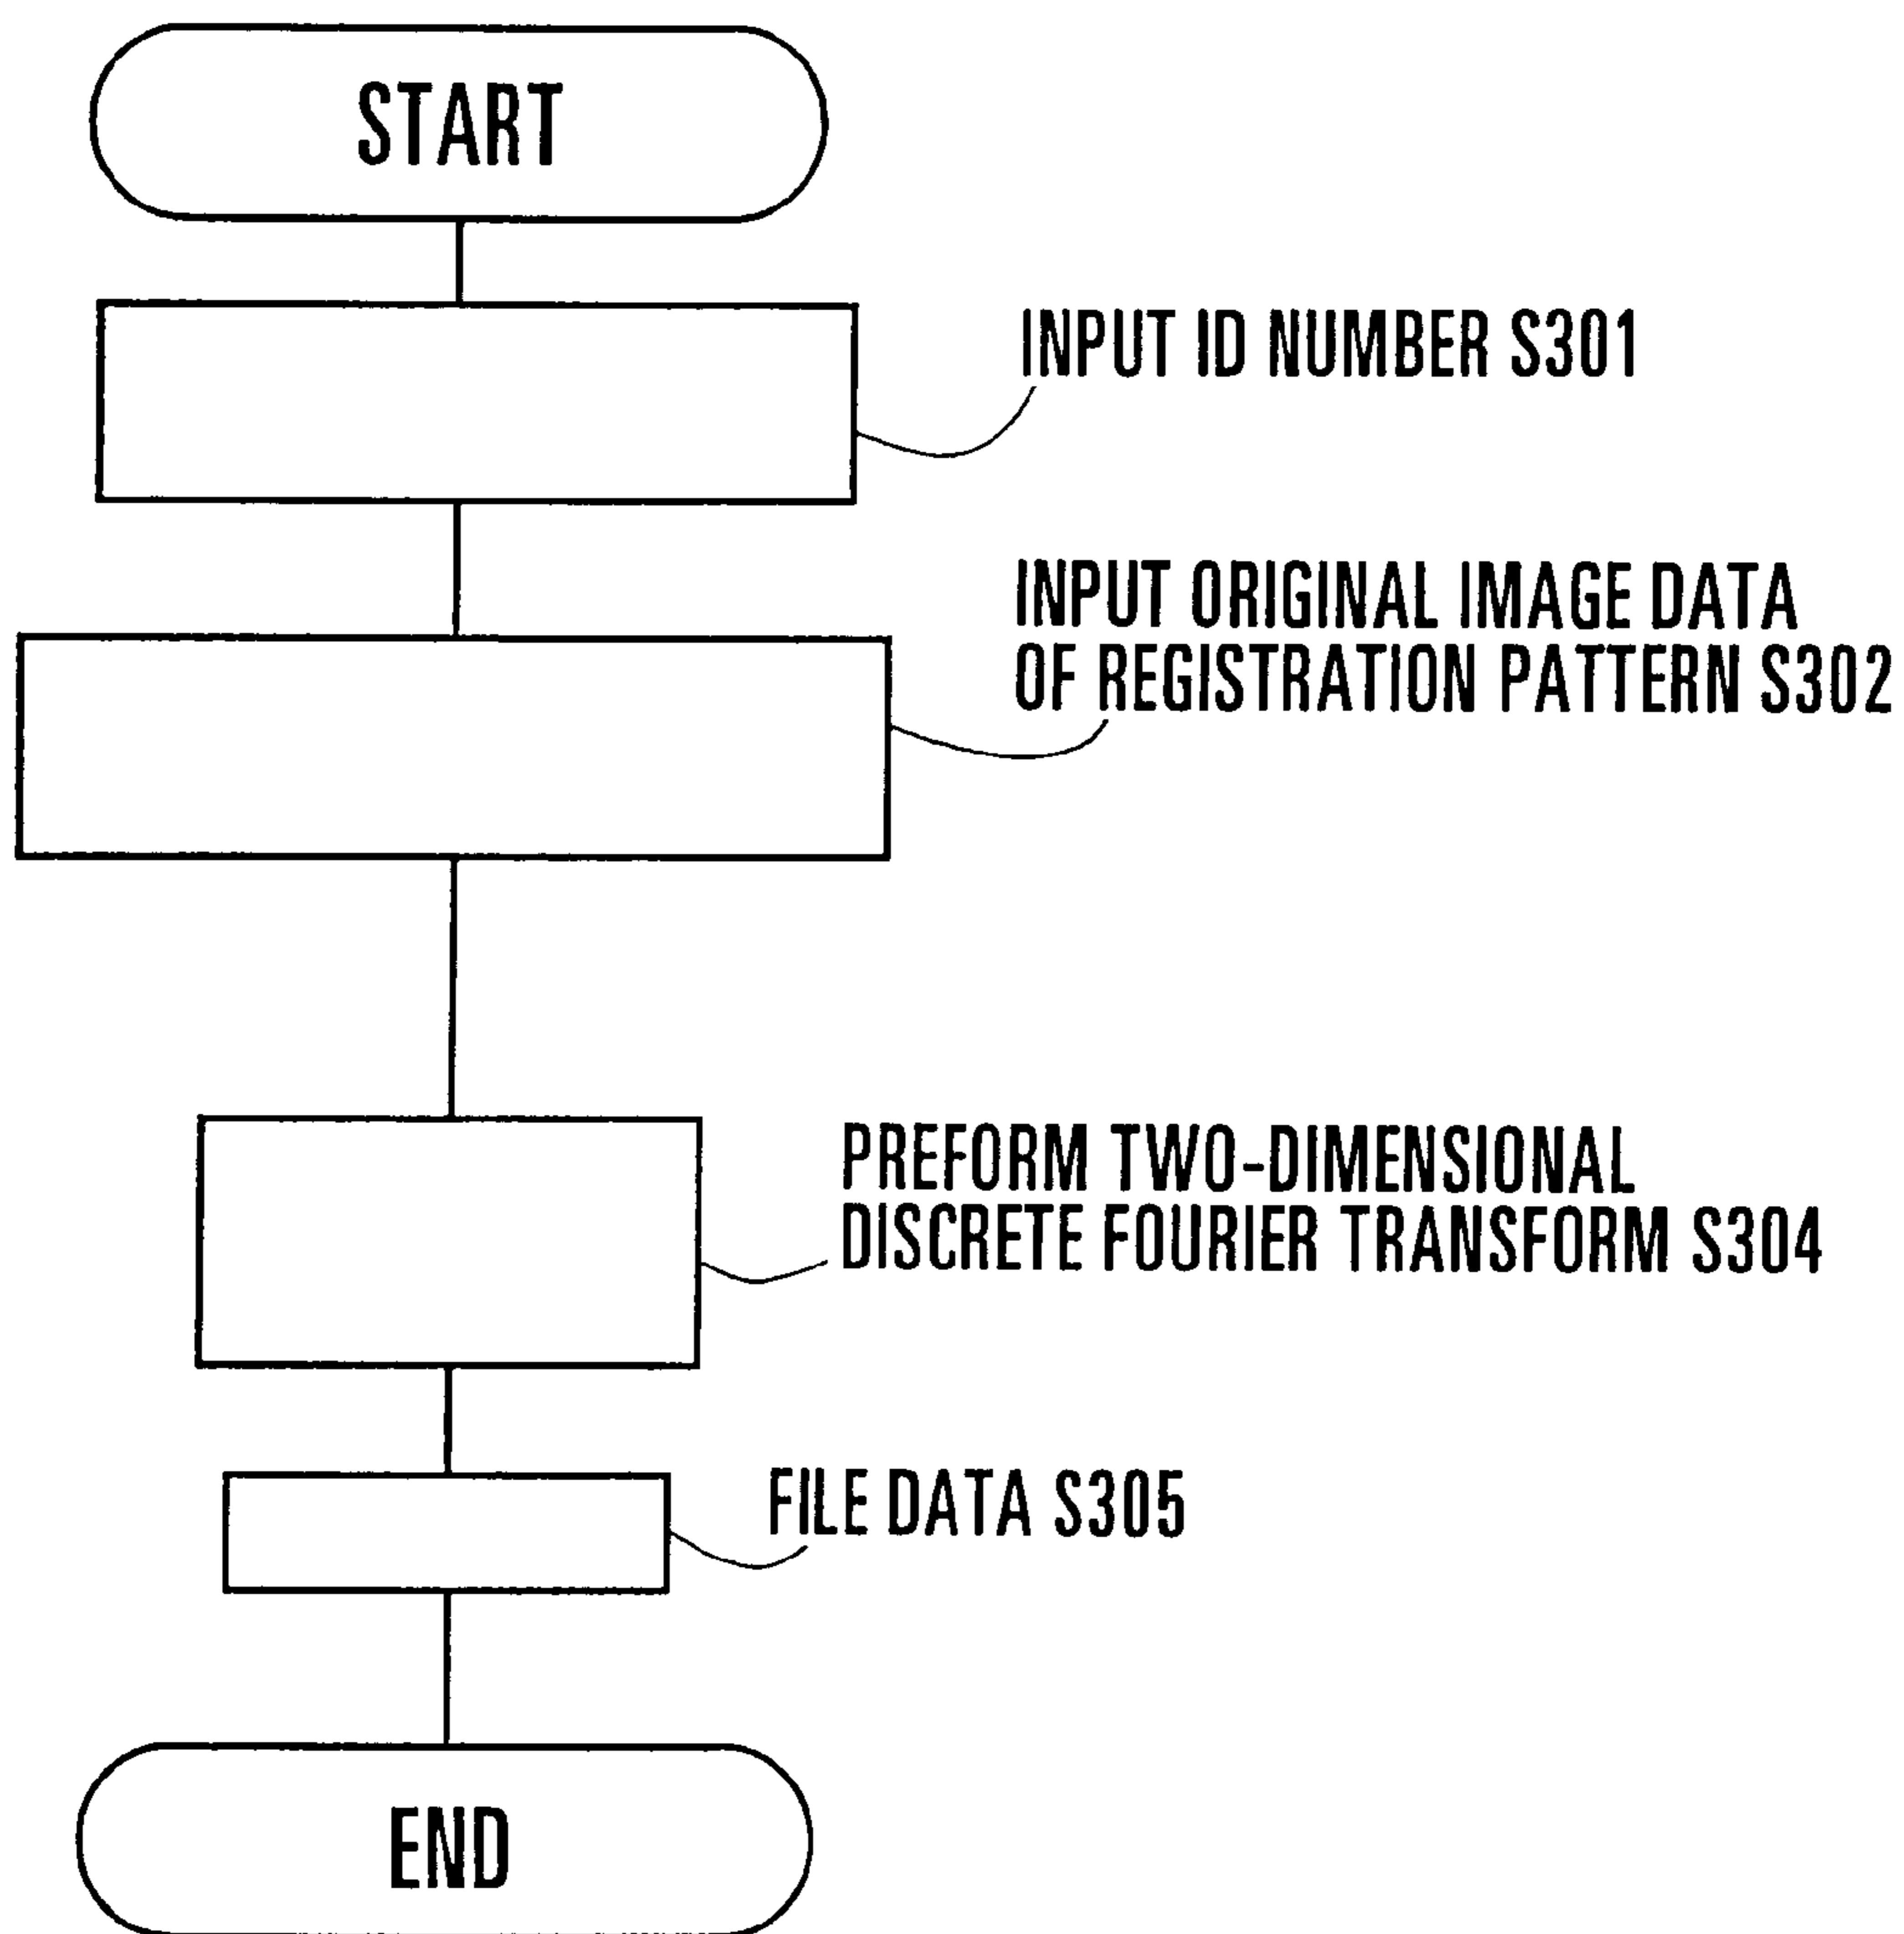 START
INPUT ID NUMBER S301
INPUT ORIGINAL IMAGE DATA
OF REGISTRATION PATTERN S302
PREFORM TWO-DIMENSIONAL
DISCRETE FOURIER TRANSFORM S304
FILE DATA S305
END